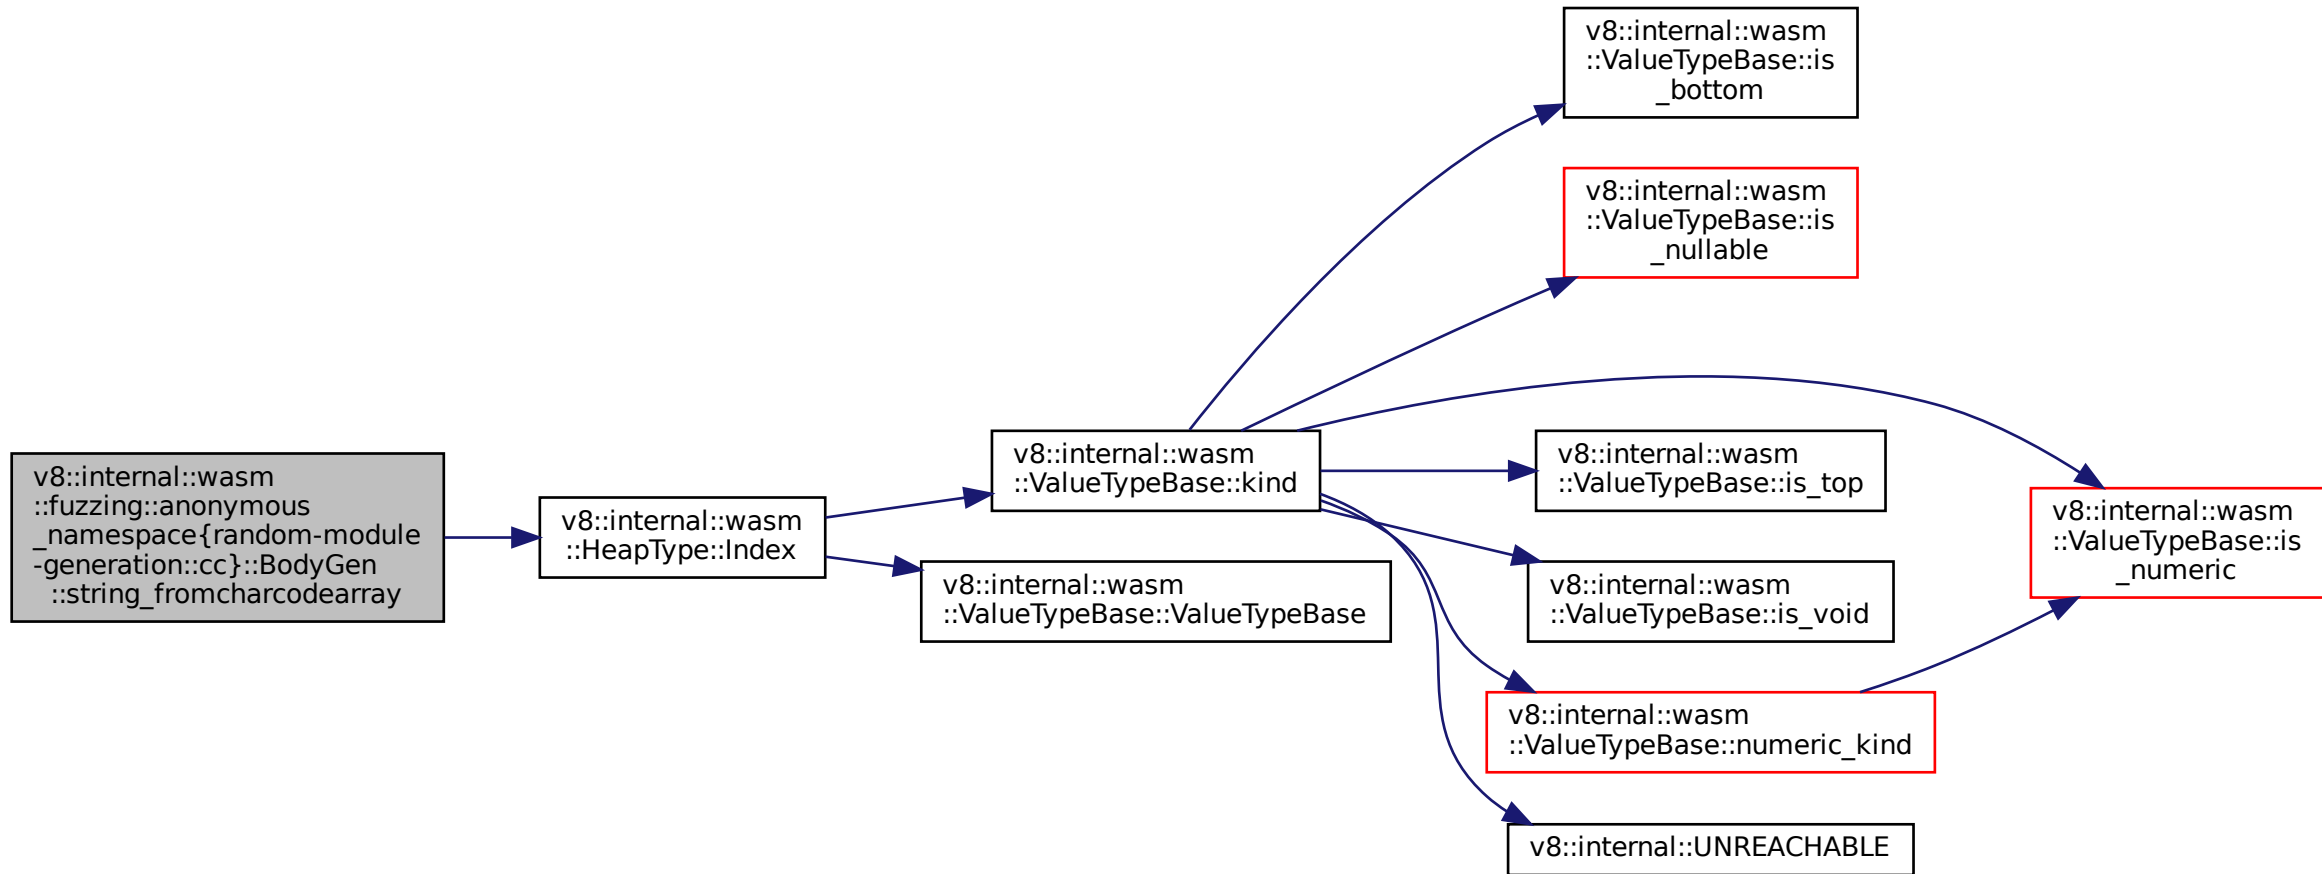 v8::internal::wasm
::fuzzing::anonymous
_namespace{random-module
-generation::cc}::BodyGen
::string_fromcharcodearray
v8::internal::wasm
::HeapType::Index
v8::internal::wasm
::ValueTypeBase::kind
v8::internal::wasm
::ValueTypeBase::ValueTypeBase
v8::internal::wasm
::ValueTypeBase::is
_bottom
v8::internal::wasm
::ValueTypeBase::is
_nullable
v8::internal::wasm
::ValueTypeBase::is_top
v8::internal::wasm
::ValueTypeBase::is_void
v8::internal::wasm
::ValueTypeBase::numeric_kind
v8::internal::UNREACHABLE
v8::internal::wasm
::ValueTypeBase::is
_numeric